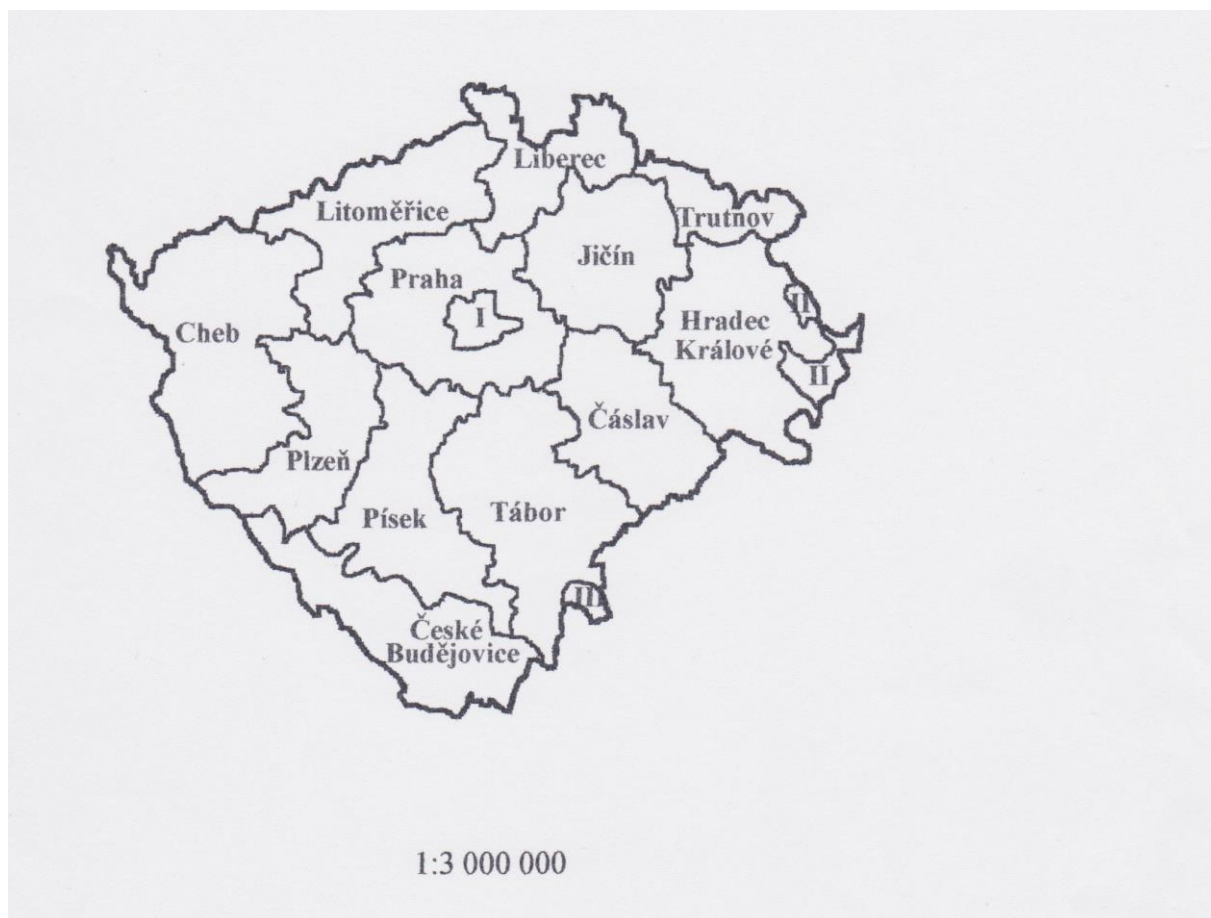 Liberec
Litoměřice
Trutnov
Jičín
Praha
I
II
Hradec
Králové
Cheb
II
Čáslav
Plzeň
Písek
Tábor
III
České
Budějovice
1:3 000 000